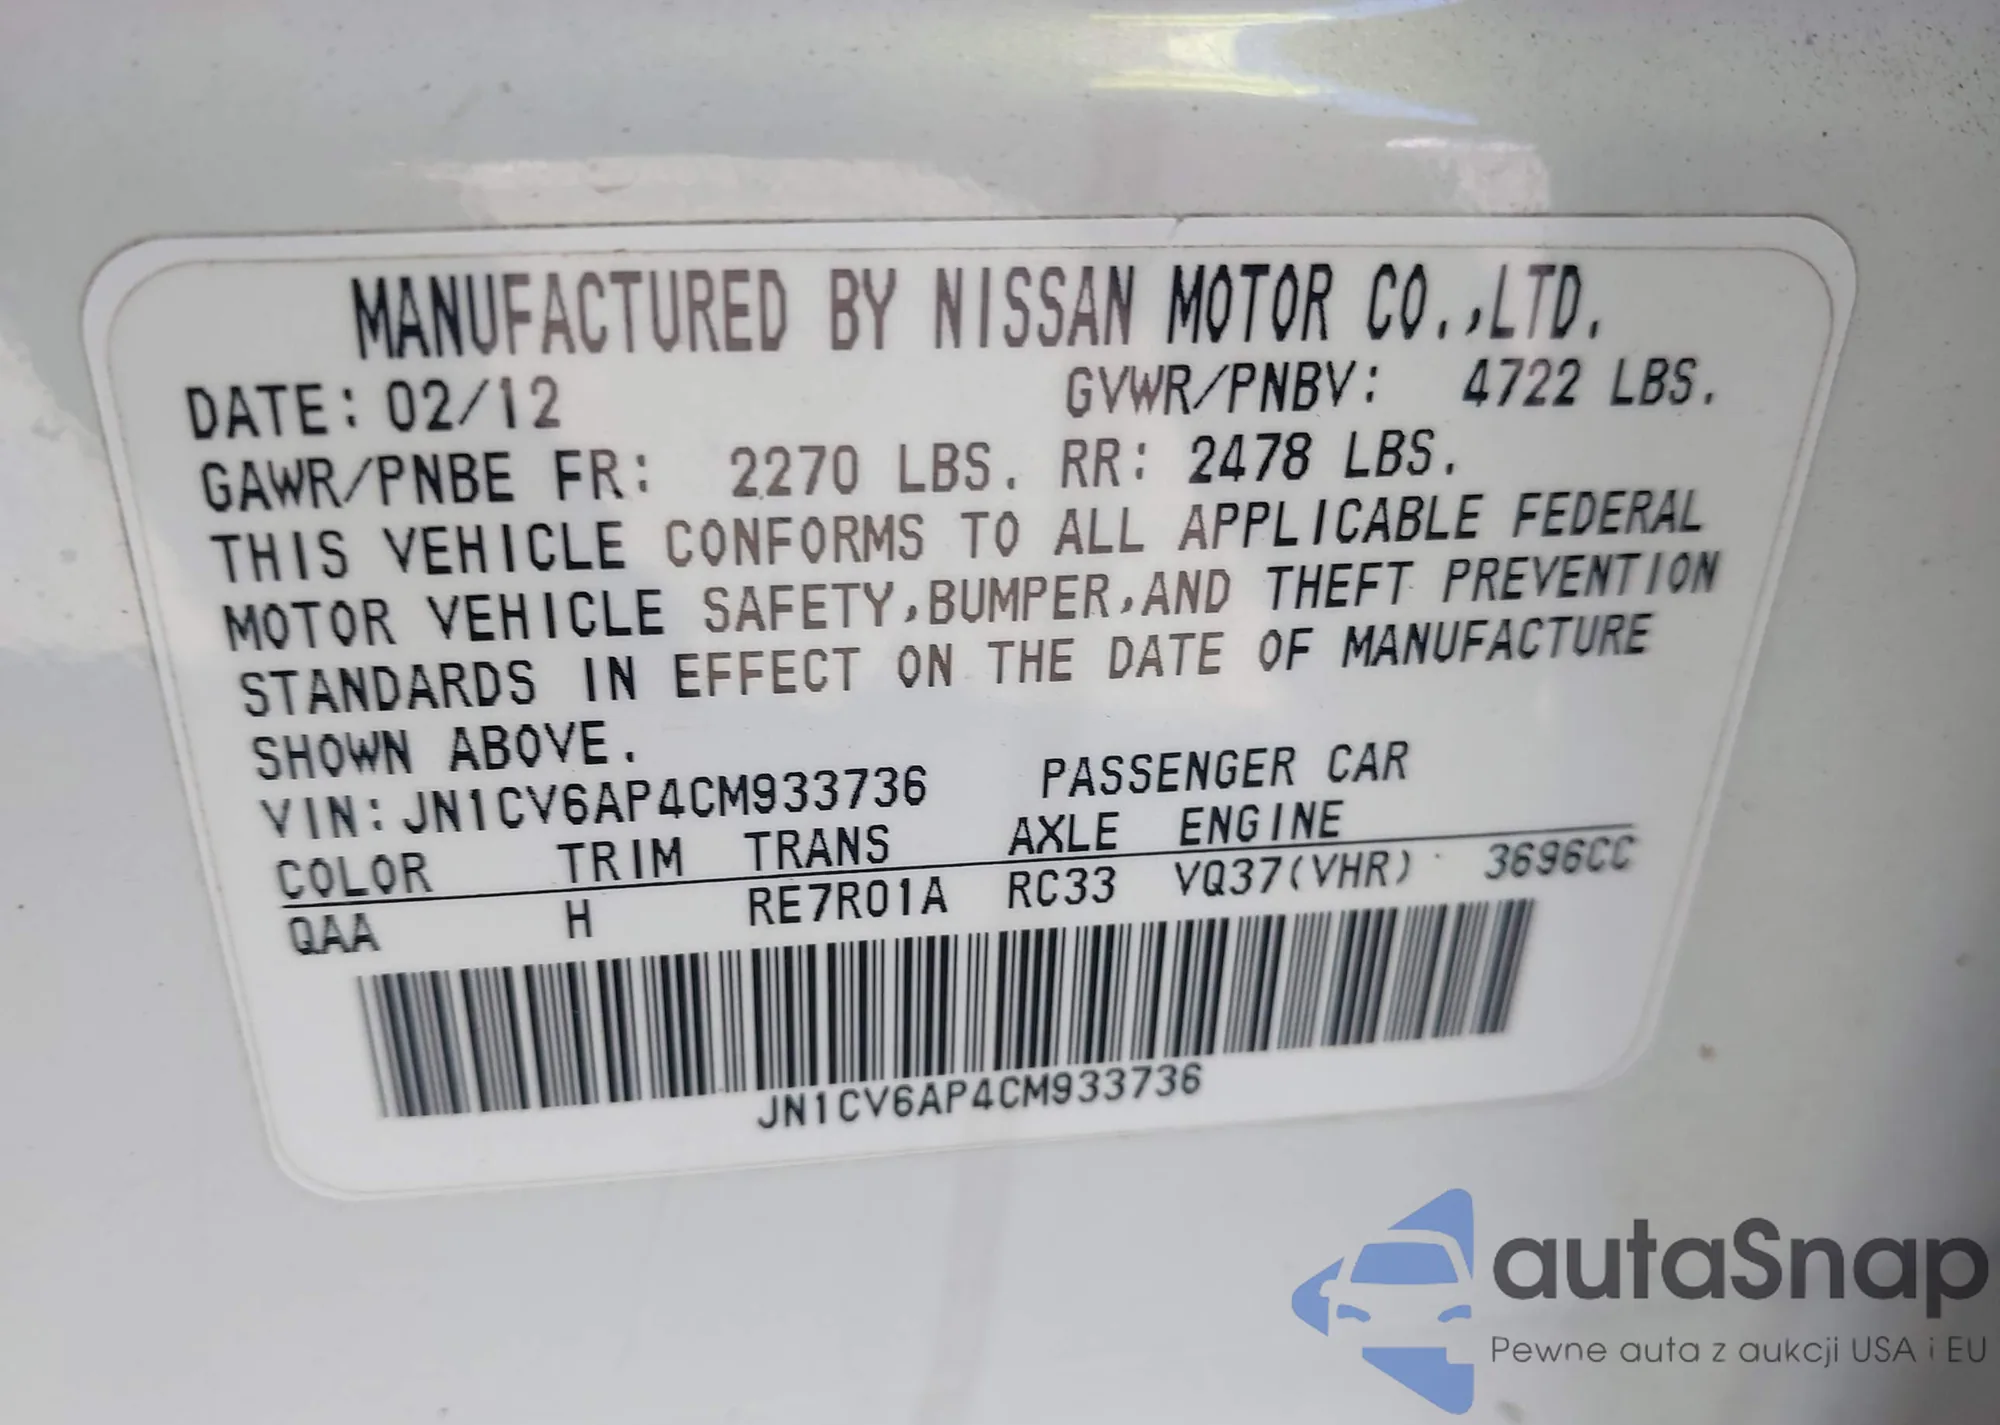 MANUFACTURED BY NISSAN MOTOR CO.,LTD.
DATE: 02/12 GVWR/PNBV: 4722 LBS.
GAWR/PNBE FR: 2270 LBS. RR: 2478 LBS.
THIS VEHICLE CONFORMS TO ALL APPLICABLE FEDERAL
MOTOR VEHICLE SAFETY,BUMPER,AND THEFT PREVENTION
STANDARDS IN EFFECT ON THE DATE OF MANUFACTURE
SHOWN ABOVE.
VIN:JN1CV6AP4CM933736 PASSENGER CAR
COLOR TRIM TRANS AXLE ENGINE
QAA H RE7R01A RC33 VQ37(VHR) 3696CC
JN1CV6AP4CM933736
autaSnap
Pewne auta z aukcji USA i EU